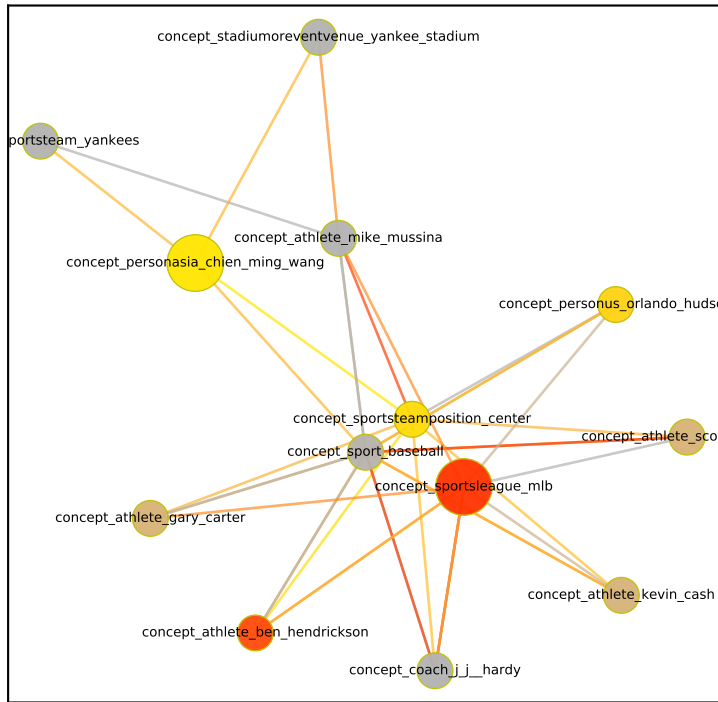 concept_stadiumoreventvenue_yankee_stadium
portsteam_yankees
concept_athlete_mike_mussina
concept_personasia_chien_ming_wang
concept_personus_orlando_hudso
concept_sportsteamposition_center
concept_athlete_sco
concept_sport_baseball
concept_sportsleague_mlb
concept_athlete_gary_carter
concept_athlete_kevin_cash
concept_athlete_ben_hendrickson
concept_coach_j_j__hardy